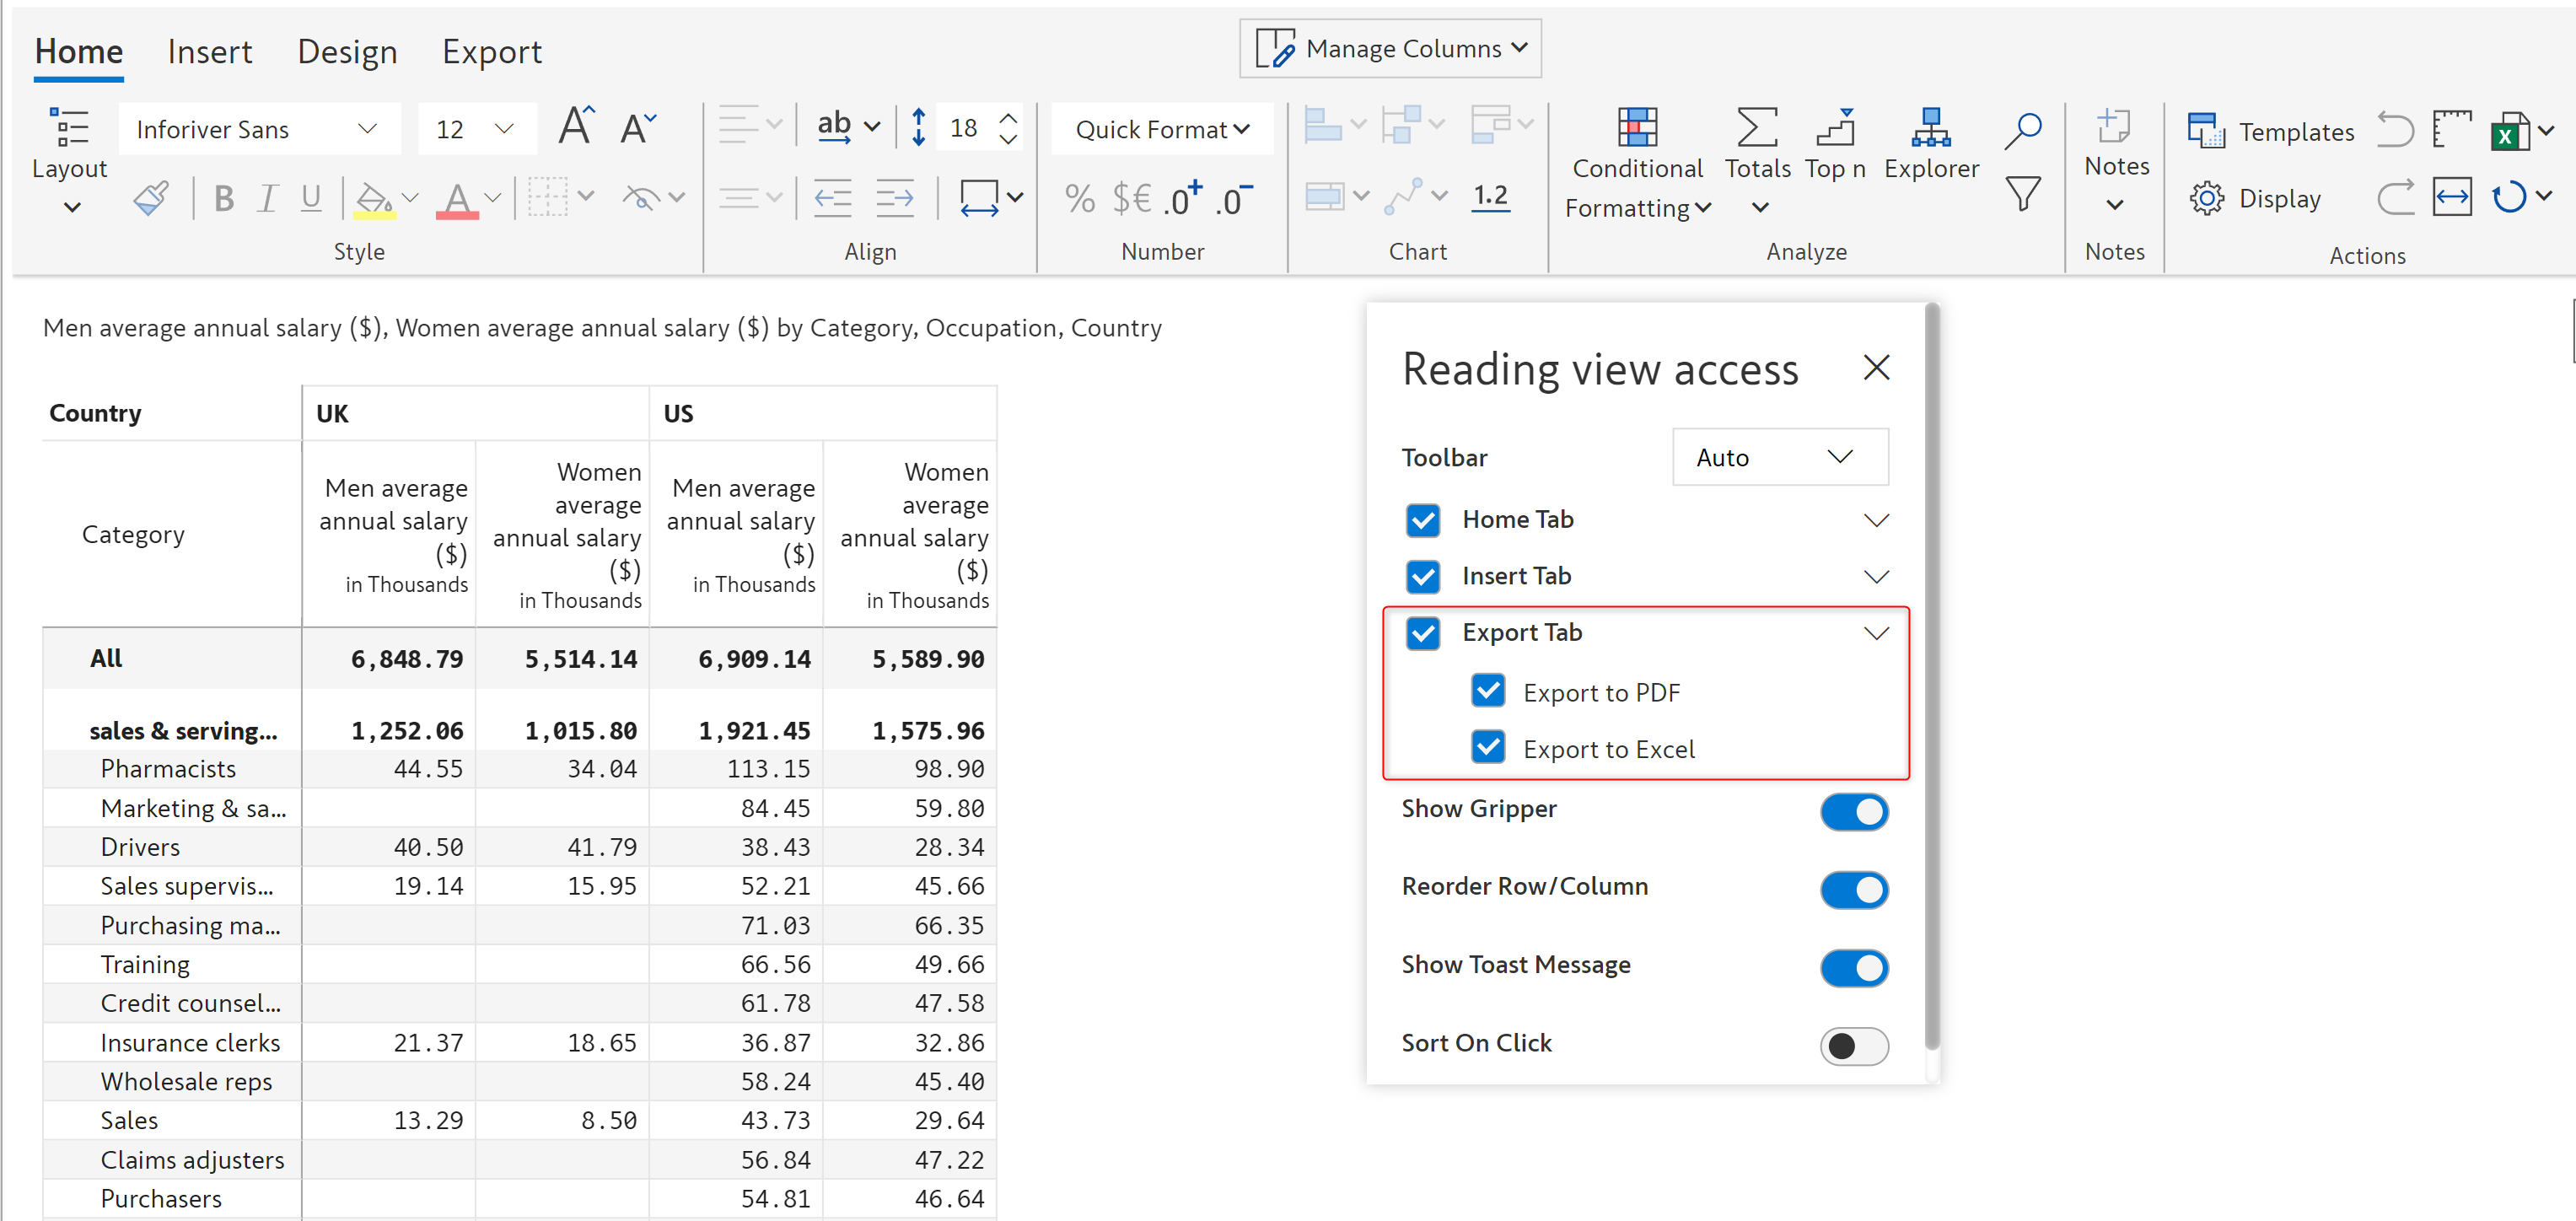 Home Insert Design Export Manage Columns
Inforiver Sans 12 A A ab 18 Quick Format Templates
Layout Conditional Totals Top n Explorer Notes
B I U A % $€ .0+ .0- 1.2 Formatting Display
Style Align Number Chart Analyze Notes Actions
Men average annual salary ($), Women average annual salary ($) by Category, Occupation, Country
Country UK US
Category
Men average
annual salary
($)
in Thousands
Women
average
annual salary
($)
in Thousands
Men average
annual salary
($)
in Thousands
Women
average
annual salary
($)
in Thousands
All 6,848.79 5,514.14 6,909.14 5,589.90
sales & serving... 1,252.06 1,015.80 1,921.45 1,575.96
Pharmacists 44.55 34.04 113.15 98.90
Marketing & sa... 84.45 59.80
Drivers 40.50 41.79 38.43 28.34
Sales supervis... 19.14 15.95 52.21 45.66
Purchasing ma... 71.03 66.35
Training 66.56 49.66
Credit counsel... 61.78 47.58
Insurance clerks 21.37 18.65 36.87 32.86
Wholesale reps 58.24 45.40
Sales 13.29 8.50 43.73 29.64
Claims adjusters 56.84 47.22
Purchasers 54.81 46.64
Reading view access
Toolbar Auto
Home Tab
Insert Tab
Export Tab
Export to PDF
Export to Excel
Show Gripper
Reorder Row/Column
Show Toast Message
Sort On Click